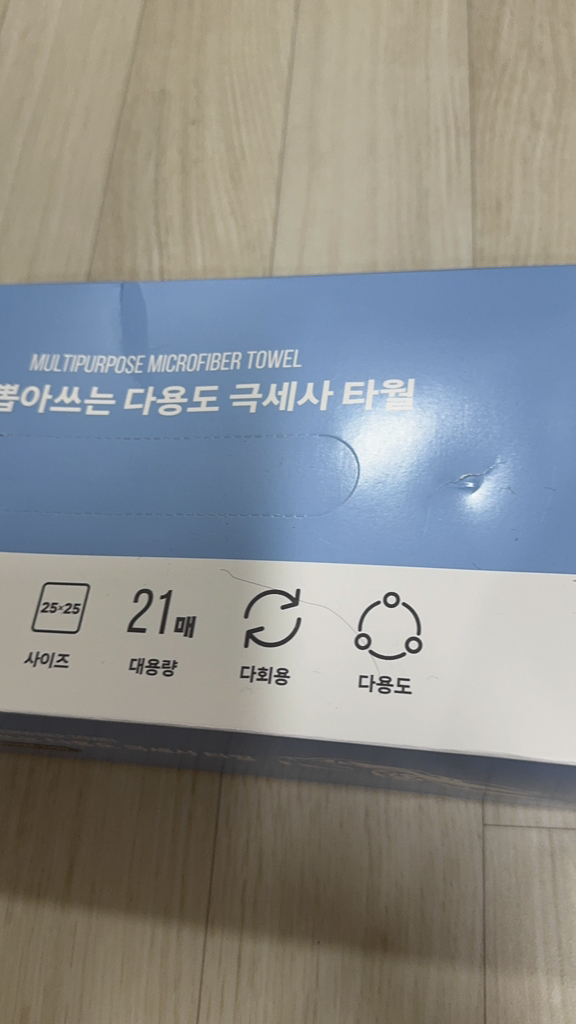 MULTIPURPOSE MICROFIBER TOWEL
뽑아쓰는 다용도 극세사 타월
25×25
21매
사이즈
대용량
다회용
다용도